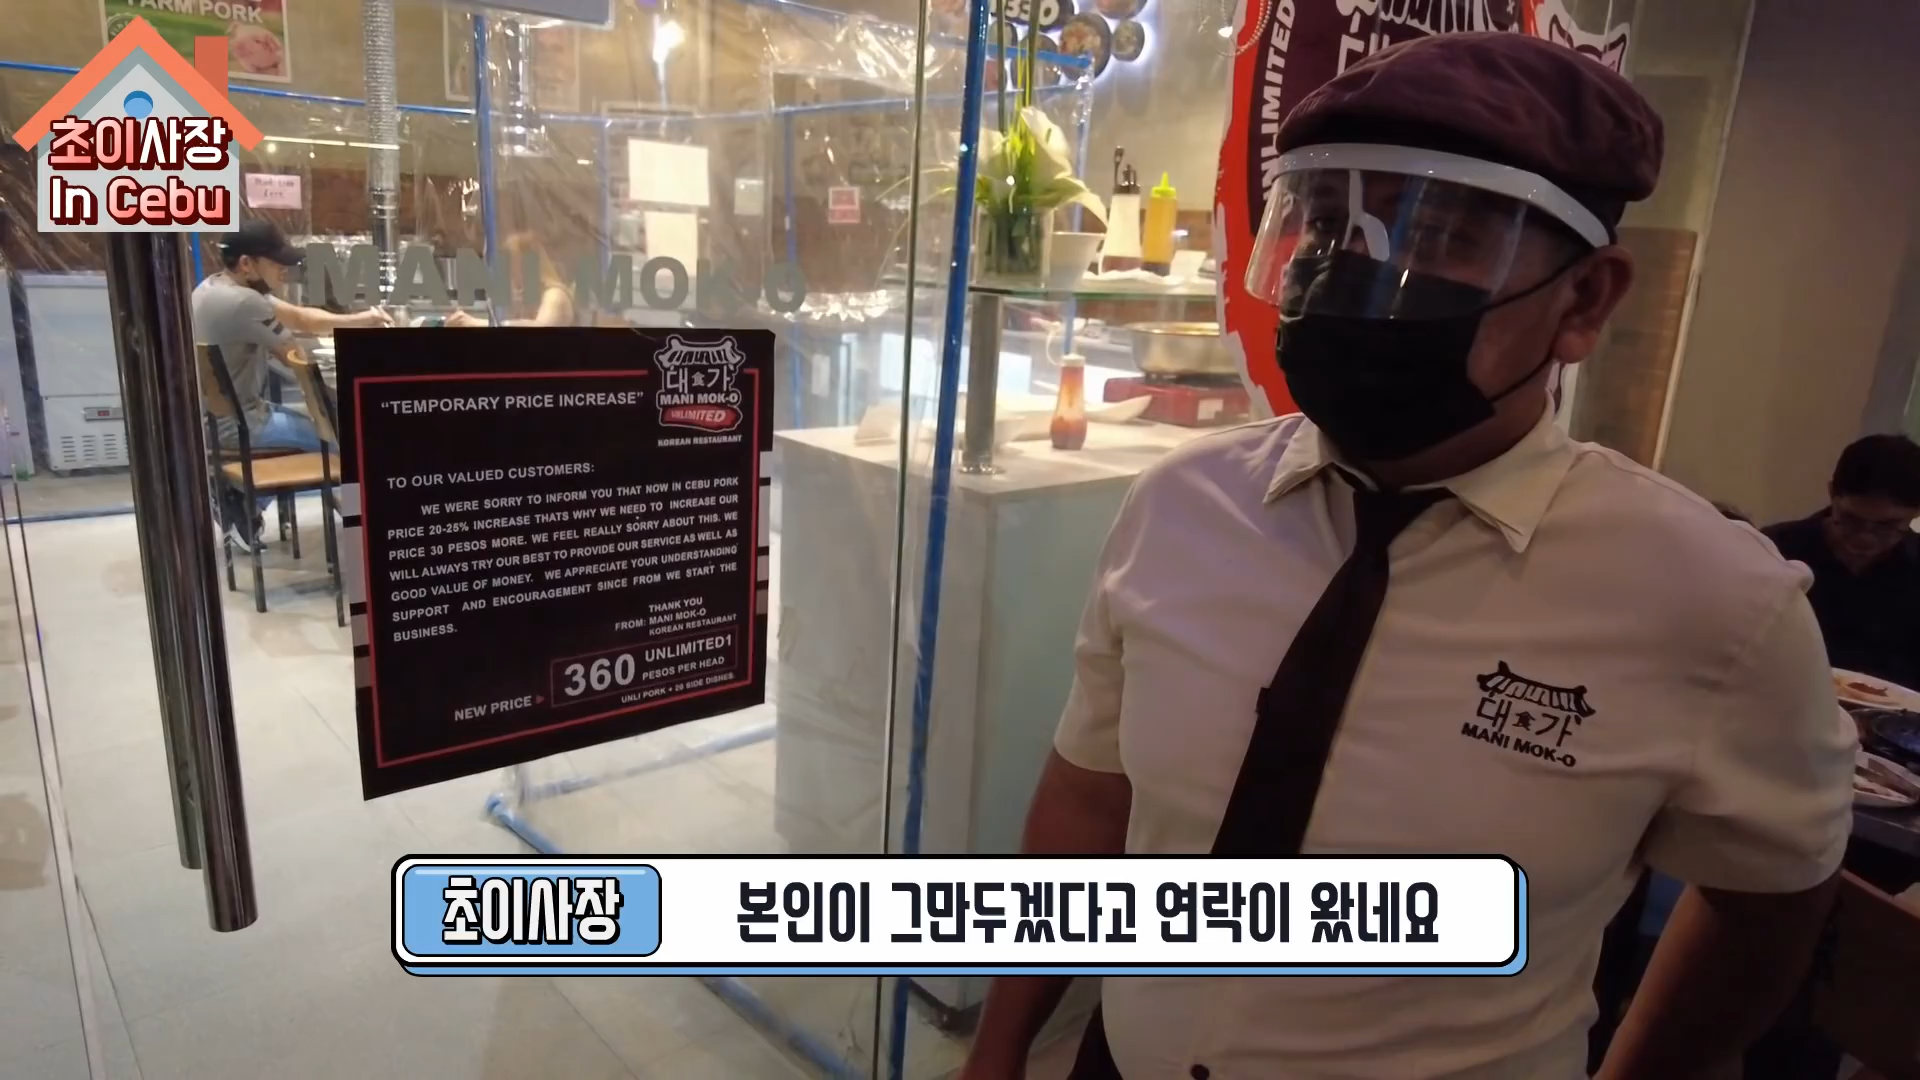 FARM PORK
초이사장
In Cebu
MANI MOK-O
"TEMPORARY PRICE INCREASE"
대食가
MANI MOK-O
UNLIMITED
KOREAN RESTAURANT
TO OUR VALUED CUSTOMERS:
WE WERE SORRY TO INFORM YOU THAT NOW IN CEBU PORK
PRICE 20-25% INCREASE THATS WHY WE NEED TO INCREASE OUR
PRICE 30 PESOS MORE. WE FEEL REALLY SORRY ABOUT THIS. WE
WILL ALWAYS TRY OUR BEST TO PROVIDE OUR SERVICE AS WELL AS
GOOD VALUE OF MONEY. WE APPRECIATE YOUR UNDERSTANDING
SUPPORT AND ENCOURAGEMENT SINCE FROM WE START THE
BUSINESS.
THANK YOU
FROM: MANI MOK-O
KOREAN RESTAURANT
NEW PRICE
360
UNLIMITED1
PESOS PER HEAD
UNLI PORK + 20 SIDE DISHES.
UNLIMITED
대食가
MANI MOK-O
초이사장
본인이 그만두겠다고 연락이 왔네요